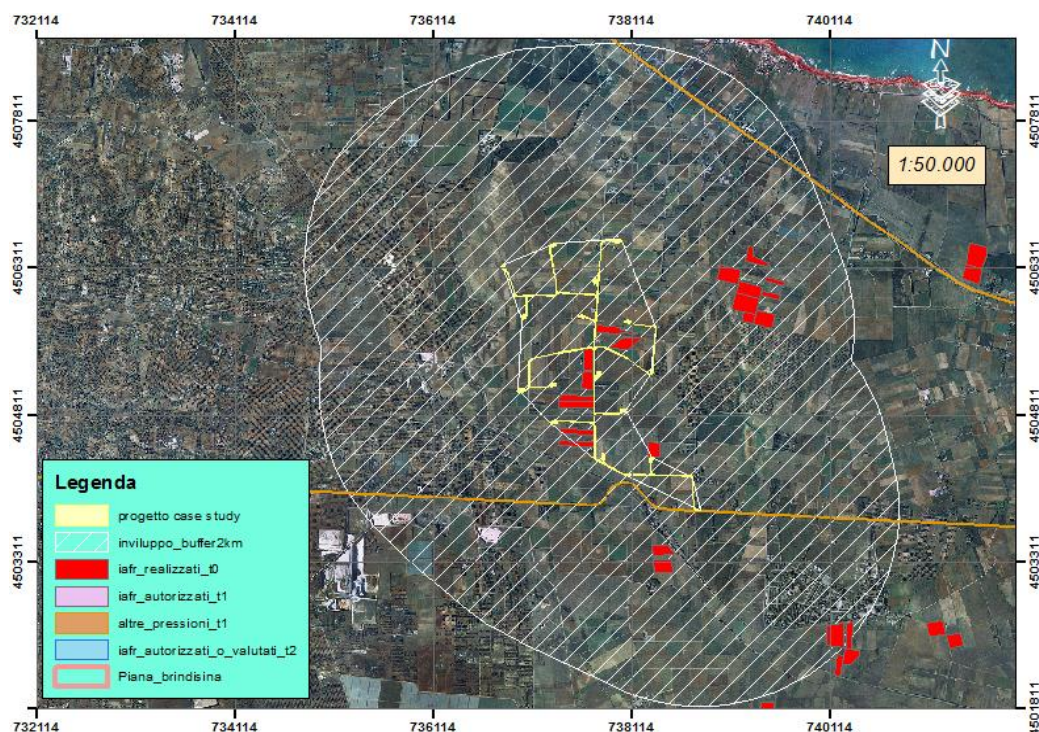 732114 734114 736114 738114 740114
N
4507811 4507811
1:50.000
4506311 4506311
4504811 4504811
Legenda
progetto case study
inviluppo_buffer2km
iafr_realizzati_t0
iafr_autorizzati_t1
altre_pressioni_t1
iafr_autorizzati_o_valutati_t2
Piana_brindisina
4503311 4503311
4501811 4501811
732114 734114 736114 738114 740114